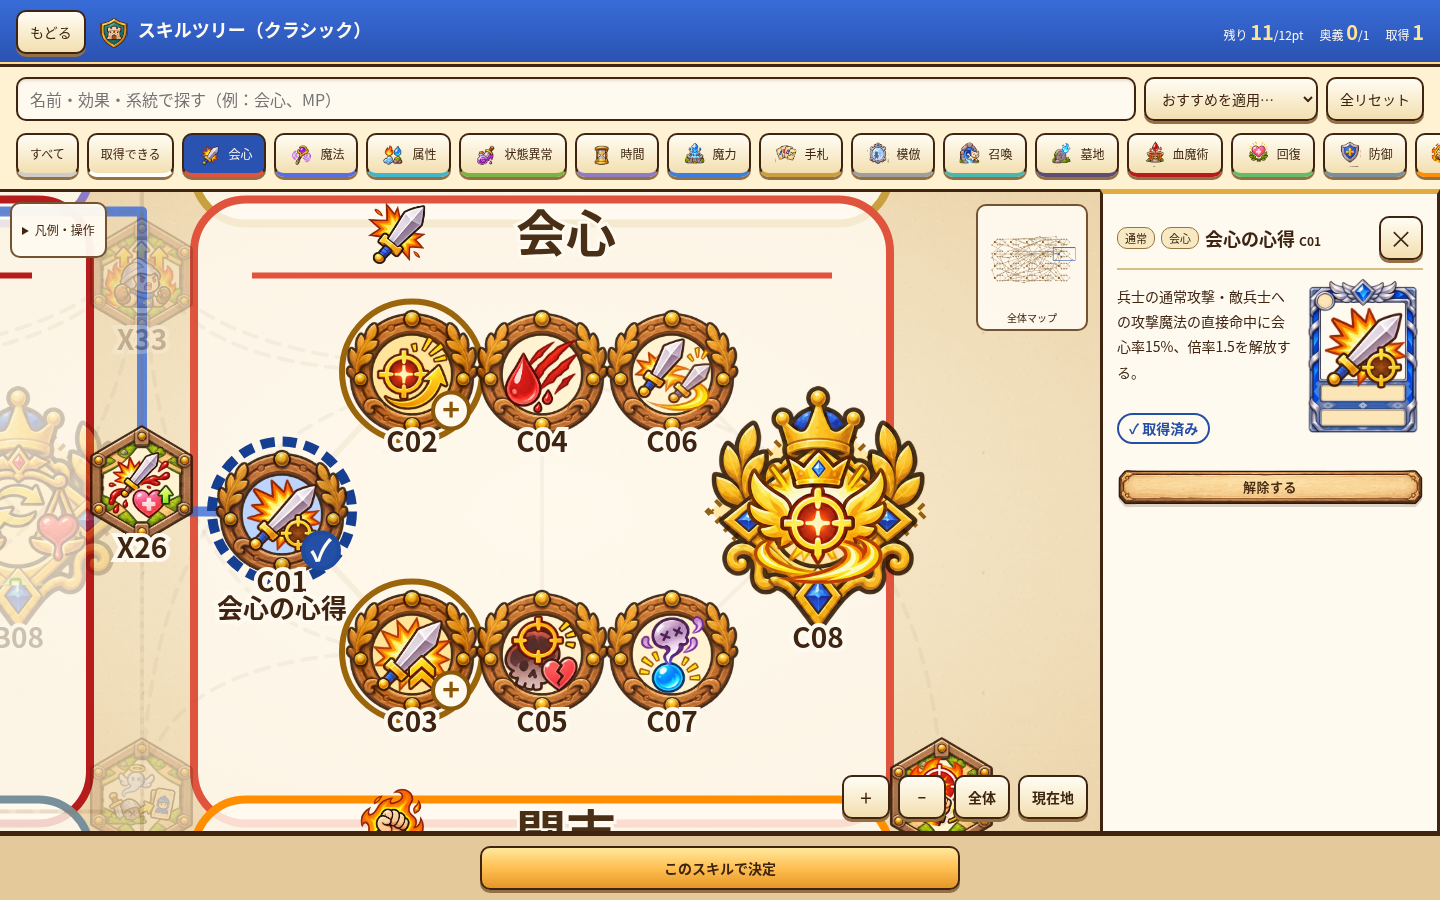 もどる
スキルツリー（クラシック）
残り 11/12pt 奥義 0/1 取得 1
名前・効果・系統で探す（例：会心、MP）
おすすめを適用…
全リセット
すべて
取得できる
会心
魔法
属性
状態異常
時間
魔力
手札
模倣
召喚
墓地
血魔術
回復
防御
▶ 凡例・操作
会心
X33
C02
C04
C06
X26
C01
会心の心得
C03
C05
C07
C08
全体マップ
＋
－
全体
現在地
通常
会心
会心の心得 C01
兵士の通常攻撃・敵兵士へ
の攻撃魔法の直接命中に会
心率15%、倍率1.5を解放す
る。
✓取得済み
解除する
このスキルで決定